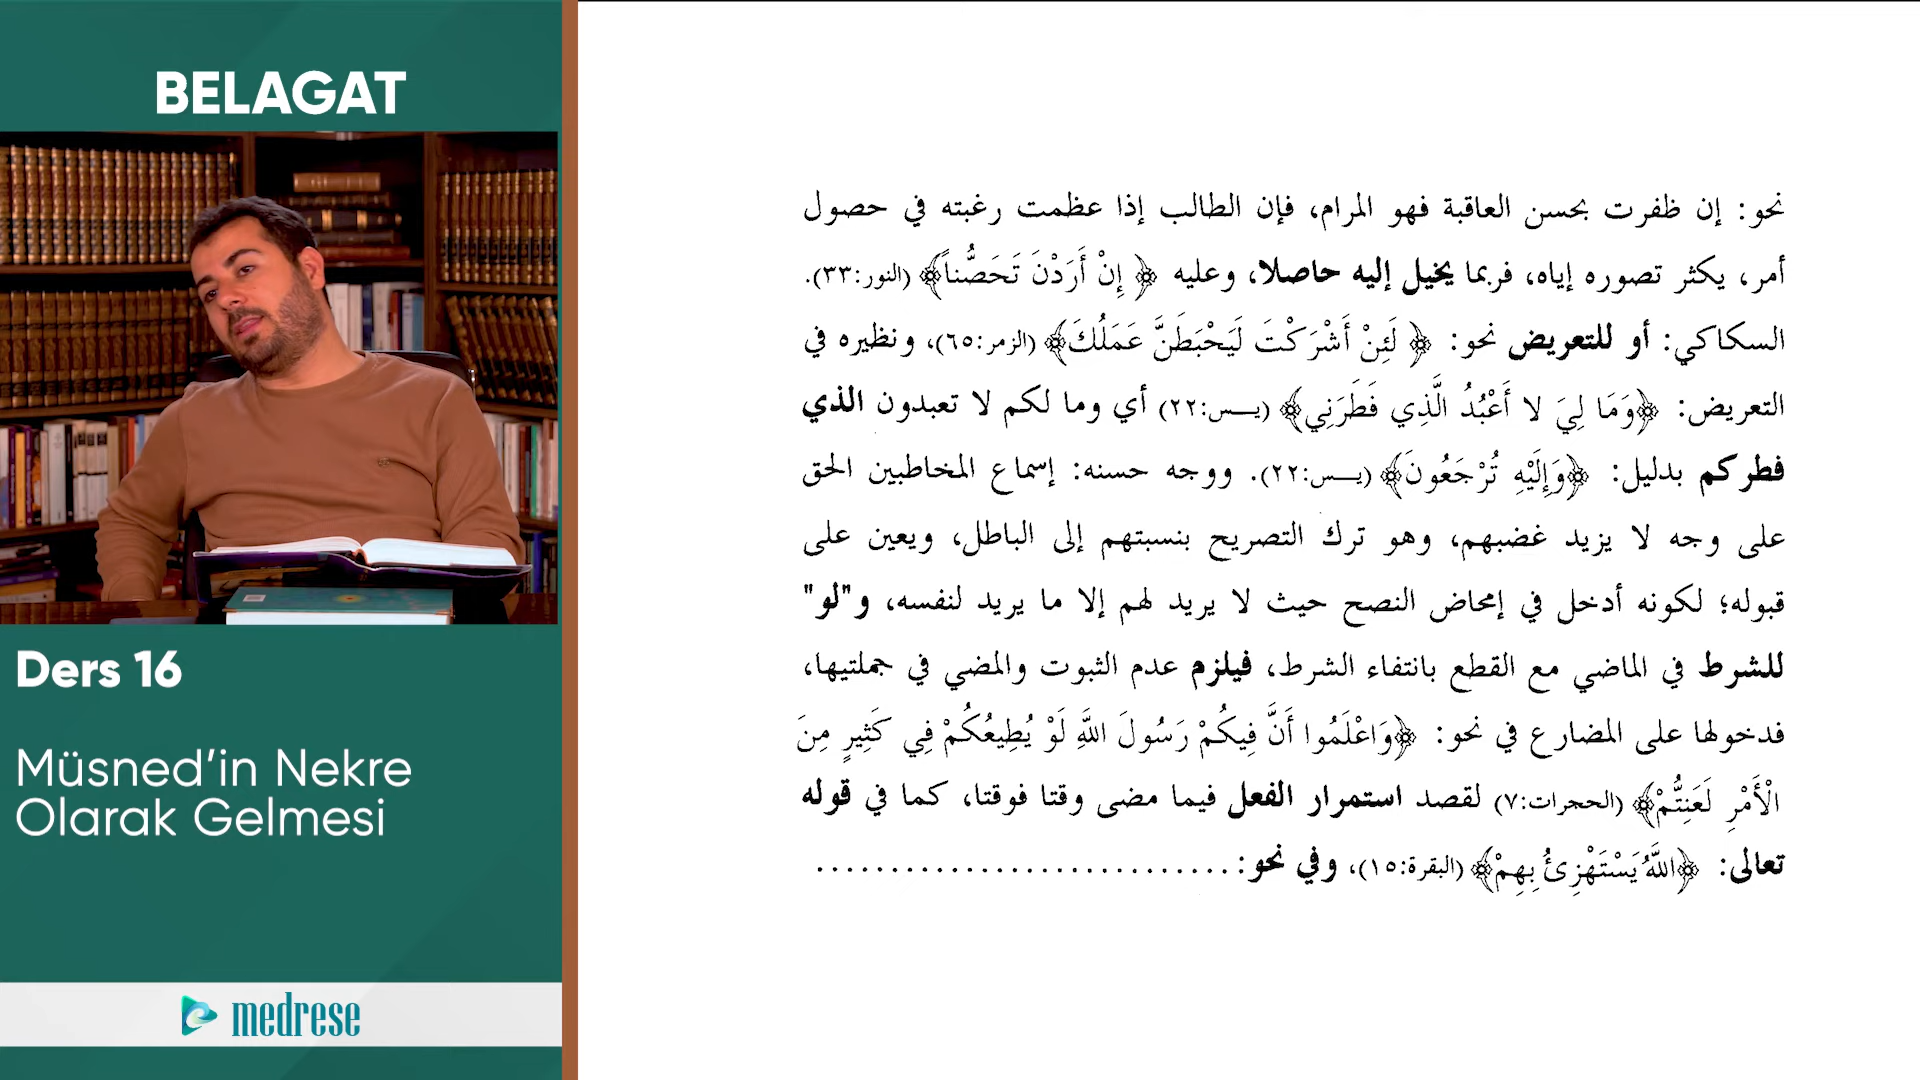 BELAGAT
Ders 16
Müsned’in Nekre
Olarak Gelmesi
medrese
نحو: إن ظفرت بحسن العاقبة فهو المرام، فإن الطالب إذا عظمت رغبته في حصول
أمر، يكثر تصوره إياه، فربما يخيل إليه حاصلا، وعليه ﴿إِنْ أَرَدْنَ تَحَصُّناً﴾ (النور:٣٣).
السكاكي: أو للتعريض نحو: ﴿لَئِنْ أَشْرَكْتَ لَيَحْبَطَنَّ عَمَلُكَ﴾ (الزمر:٦٥)، ونظيره في
التعريض: ﴿وَمَا لِيَ لا أَعْبُدُ الَّذِي فَطَرَنِي﴾ (يـس:٢٢) أي وما لكم لا تعبدون الذي
فطركم بدليل: ﴿وَإِلَيْهِ تُرْجَعُونَ﴾ (يـس:٢٢). ووجه حسنه: إسماع المخاطبين الحق
على وجه لا يزيد غضبهم، وهو ترك التصريح بنسبتهم إلى الباطل، ويعين على
قبوله؛ لكونه أدخل في إمحاض النصح حيث لا يريد لهم إلا ما يريد لنفسه، و"لو"
للشرط في الماضي مع القطع بانتفاء الشرط، فيلزم عدم الثبوت والمضي في جملتيها،
فدخولها على المضارع في نحو: ﴿وَاعْلَمُوا أَنَّ فِيكُمْ رَسُولَ اللَّهِ لَوْ يُطِيعُكُمْ فِي كَثِيرٍ مِنَ
الْأَمْرِ لَعَنِتُّمْ﴾ (الحجرات:٧) لقصد استمرار الفعل فيما مضى وقتا فوقتا، كما في قوله
تعالى: ﴿اللَّهُ يَسْتَهْزِئُ بِهِمْ﴾ (البقرة:١٥)، وفي نحو: ............................